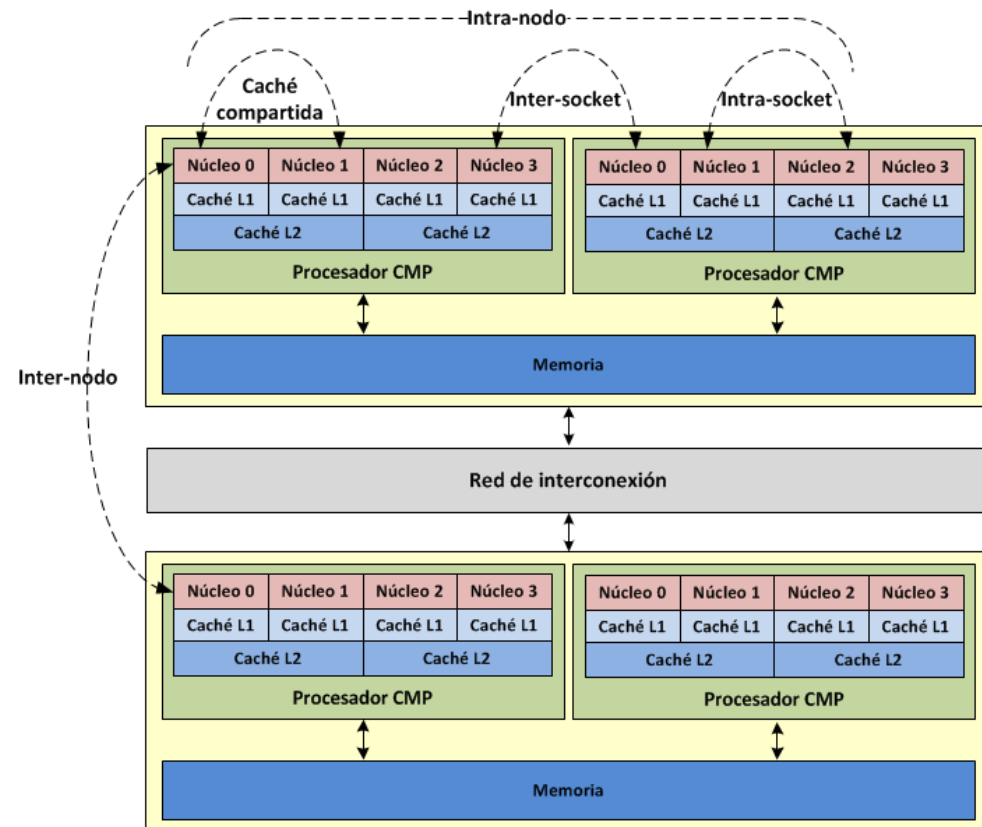 Intra-nodo
Caché
compartida
Inter-socket
Intra-socket
Núcleo 0 Núcleo 1 Núcleo 2 Núcleo 3
Caché L1 Caché L1 Caché L1 Caché L1
Caché L2 Caché L2
Procesador CMP
Núcleo 0 Núcleo 1 Núcleo 2 Núcleo 3
Caché L1 Caché L1 Caché L1 Caché L1
Caché L2 Caché L2
Procesador CMP
Memoria
Inter-nodo
Red de interconexión
Núcleo 0 Núcleo 1 Núcleo 2 Núcleo 3
Caché L1 Caché L1 Caché L1 Caché L1
Caché L2 Caché L2
Procesador CMP
Núcleo 0 Núcleo 1 Núcleo 2 Núcleo 3
Caché L1 Caché L1 Caché L1 Caché L1
Caché L2 Caché L2
Procesador CMP
Memoria